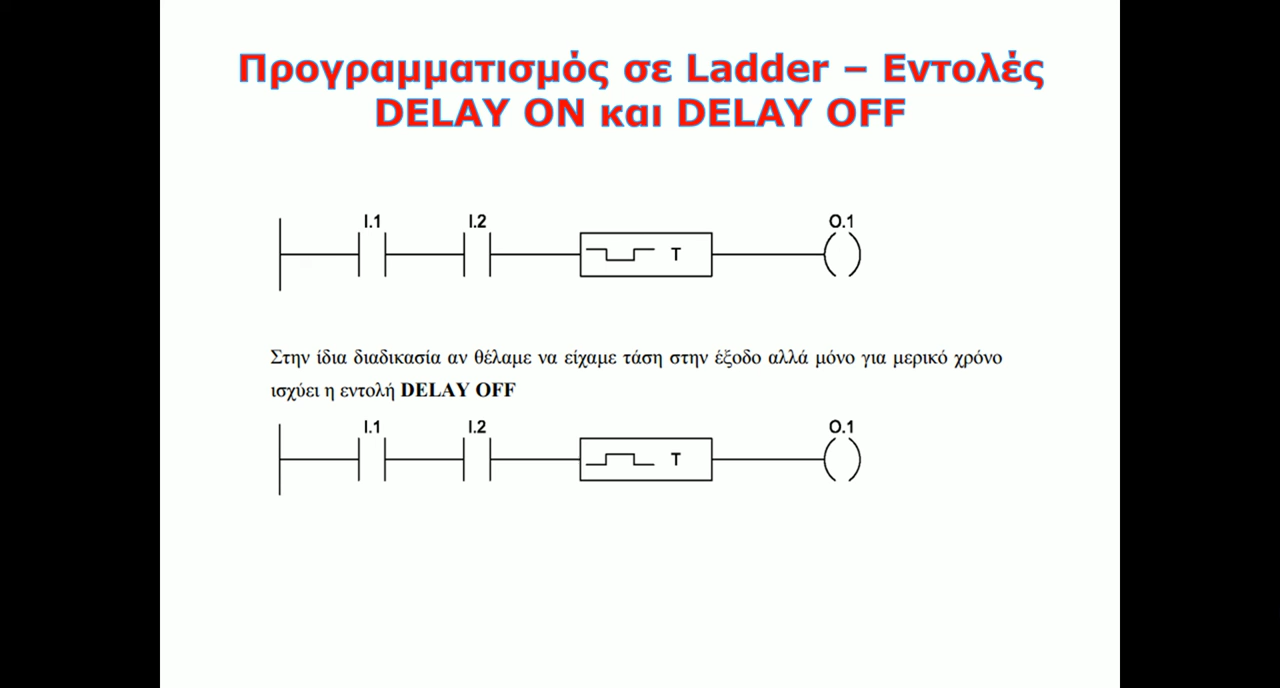 Προγραμματισμός σε Ladder – Εντολές
DELAY ON και DELAY OFF
I.1 I.2 O.1
T
Στην ίδια διαδικασία αν θέλαμε να είχαμε τάση στην έξοδο αλλά μόνο για μερικό χρόνο
ισχύει η εντολή DELAY OFF
I.1 I.2 O.1
T